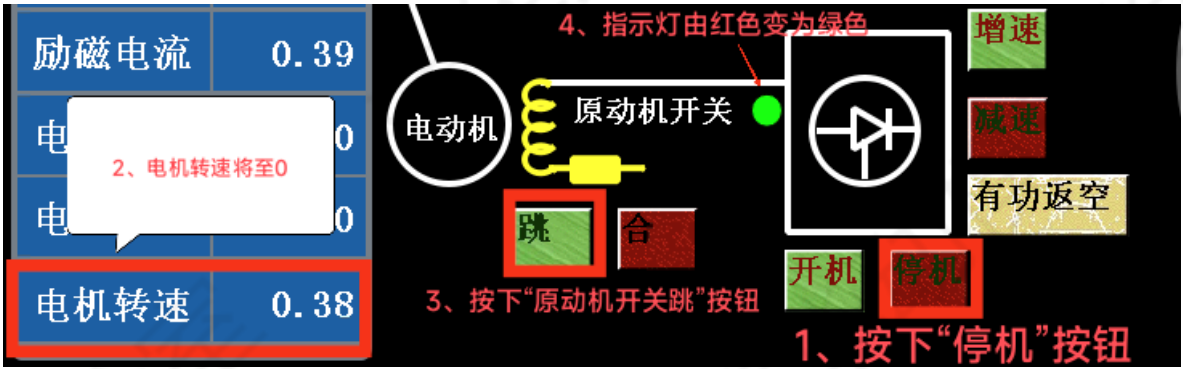 励磁电流 0.39
电 0
2、电机转速将至0
电 0
电机转速 0.38
4、指示灯由红色变为绿色
电动机
原动机开关
跳
合
3、按下“原动机开关跳”按钮
增速
减速
有功返空
开机
停机
1、按下“停机”按钮